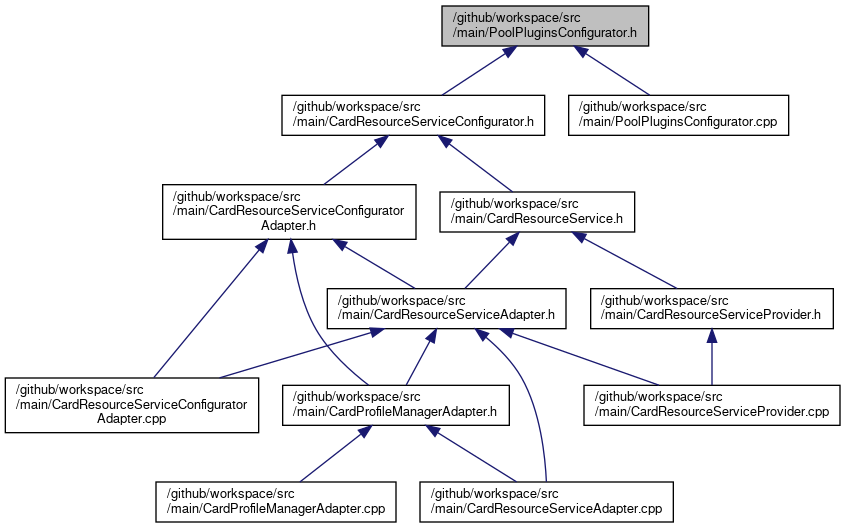 /github/workspace/src
/main/PoolPluginsConfigurator.h
/github/workspace/src
/main/CardResourceServiceConfigurator.h
/github/workspace/src
/main/PoolPluginsConfigurator.cpp
/github/workspace/src
/main/CardResourceServiceConfigurator
Adapter.h
/github/workspace/src
/main/CardResourceService.h
/github/workspace/src
/main/CardResourceServiceAdapter.h
/github/workspace/src
/main/CardResourceServiceProvider.h
/github/workspace/src
/main/CardResourceServiceConfigurator
Adapter.cpp
/github/workspace/src
/main/CardProfileManagerAdapter.h
/github/workspace/src
/main/CardResourceServiceProvider.cpp
/github/workspace/src
/main/CardProfileManagerAdapter.cpp
/github/workspace/src
/main/CardResourceServiceAdapter.cpp